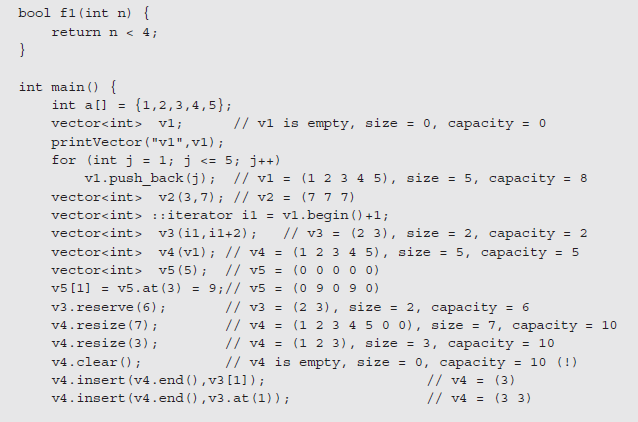 bool f1(int n) {
    return n < 4;
}
int main() {
    int a[] = {1,2,3,4,5};
    vector<int>  v1;       // v1 is empty, size = 0, capacity = 0
    printVector("v1",v1);
    for (int j = 1; j <= 5; j++)
        v1.push_back(j);  // v1 = (1 2 3 4 5), size = 5, capacity = 8
    vector<int>  v2(3,7); // v2 = (7 7 7)
    vector<int> ::iterator i1 = v1.begin()+1;
    vector<int>  v3(i1,i1+2);   // v3 = (2 3), size = 2, capacity = 2
    vector<int>  v4(v1); // v4 = (1 2 3 4 5), size = 5, capacity = 5
    vector<int>  v5(5);  // v5 = (0 0 0 0 0)
    v5[1] = v5.at(3) = 9;// v5 = (0 9 0 9 0)
    v3.reserve(6);       // v3 = (2 3), size = 2, capacity = 6
    v4.resize(7);        // v4 = (1 2 3 4 5 0 0), size = 7, capacity = 10
    v4.resize(3);        // v4 = (1 2 3), size = 3, capacity = 10
    v4.clear();          // v4 is empty, size = 0, capacity = 10 (!)
    v4.insert(v4.end(),v3[1]);                   // v4 = (3)
    v4.insert(v4.end(),v3.at(1));                // v4 = (3 3)